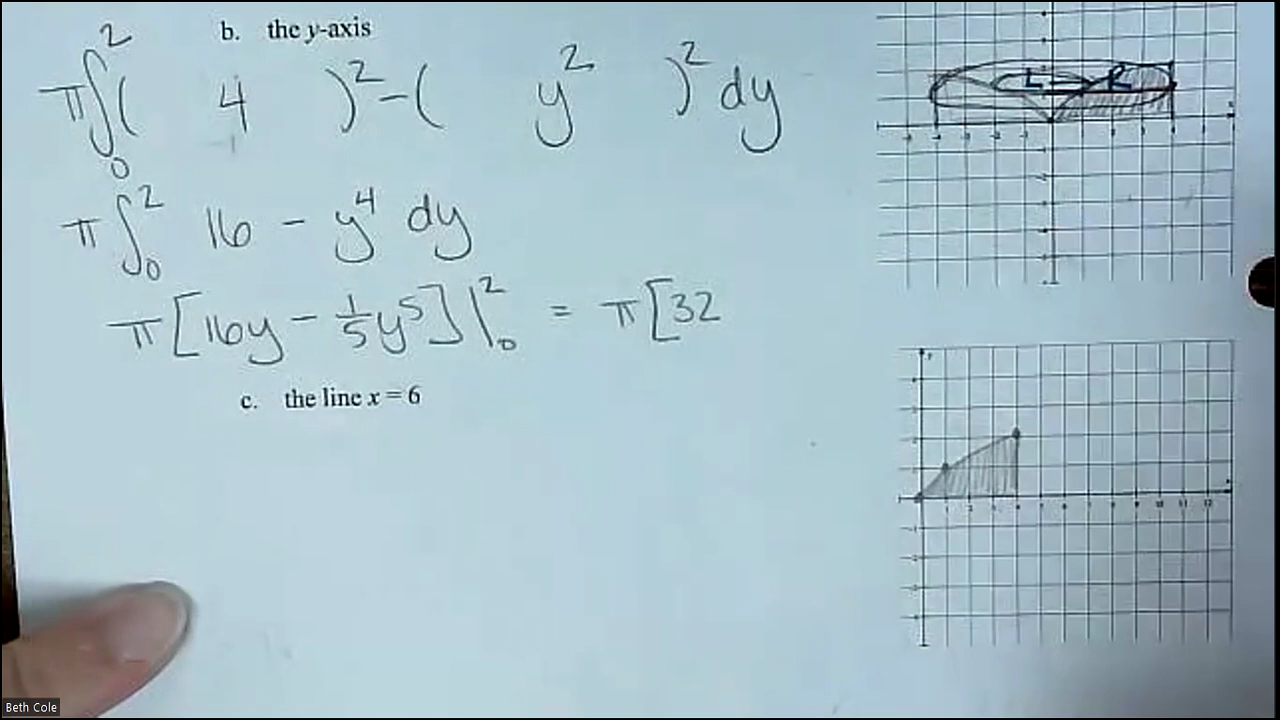 b. the y-axis
π∫₀² ( 4 )² - ( y² )² dy
π∫₀² 16 - y⁴ dy
π[16y - 1/5 y⁵]|₀² = π[32
c. the line x = 6
L R
Beth Cole